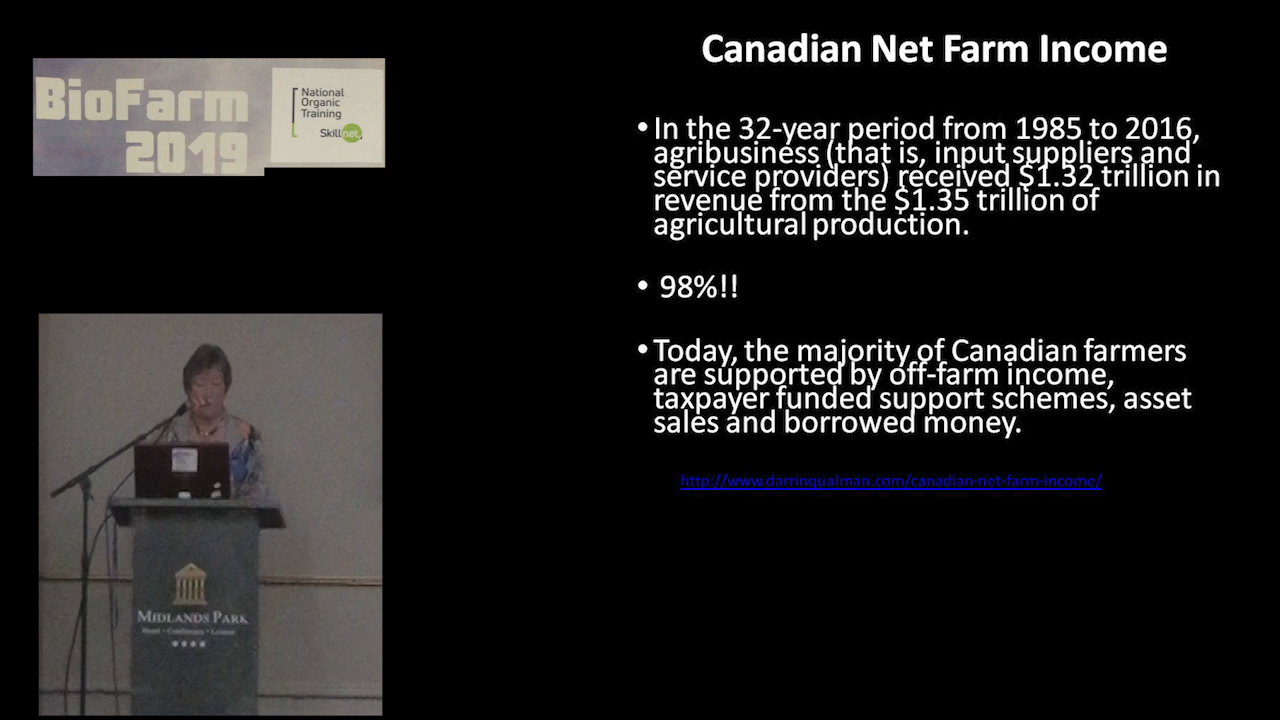 Canadian Net Farm Income
BioFarm
2019
National
Organic
Training
Skillnet
• In the 32-year period from 1985 to 2016,
agribusiness (that is, input suppliers and
service providers) received $1.32 trillion in
revenue from the $1.35 trillion of
agricultural production.
• 98%!!
• Today, the majority of Canadian farmers
are supported by off-farm income,
taxpayer funded support schemes, asset
sales and borrowed money.
http://www.darrinqualman.com/canadian-net-farm-income/
MIDLANDS PARK
Hotel • Conference • Leisure